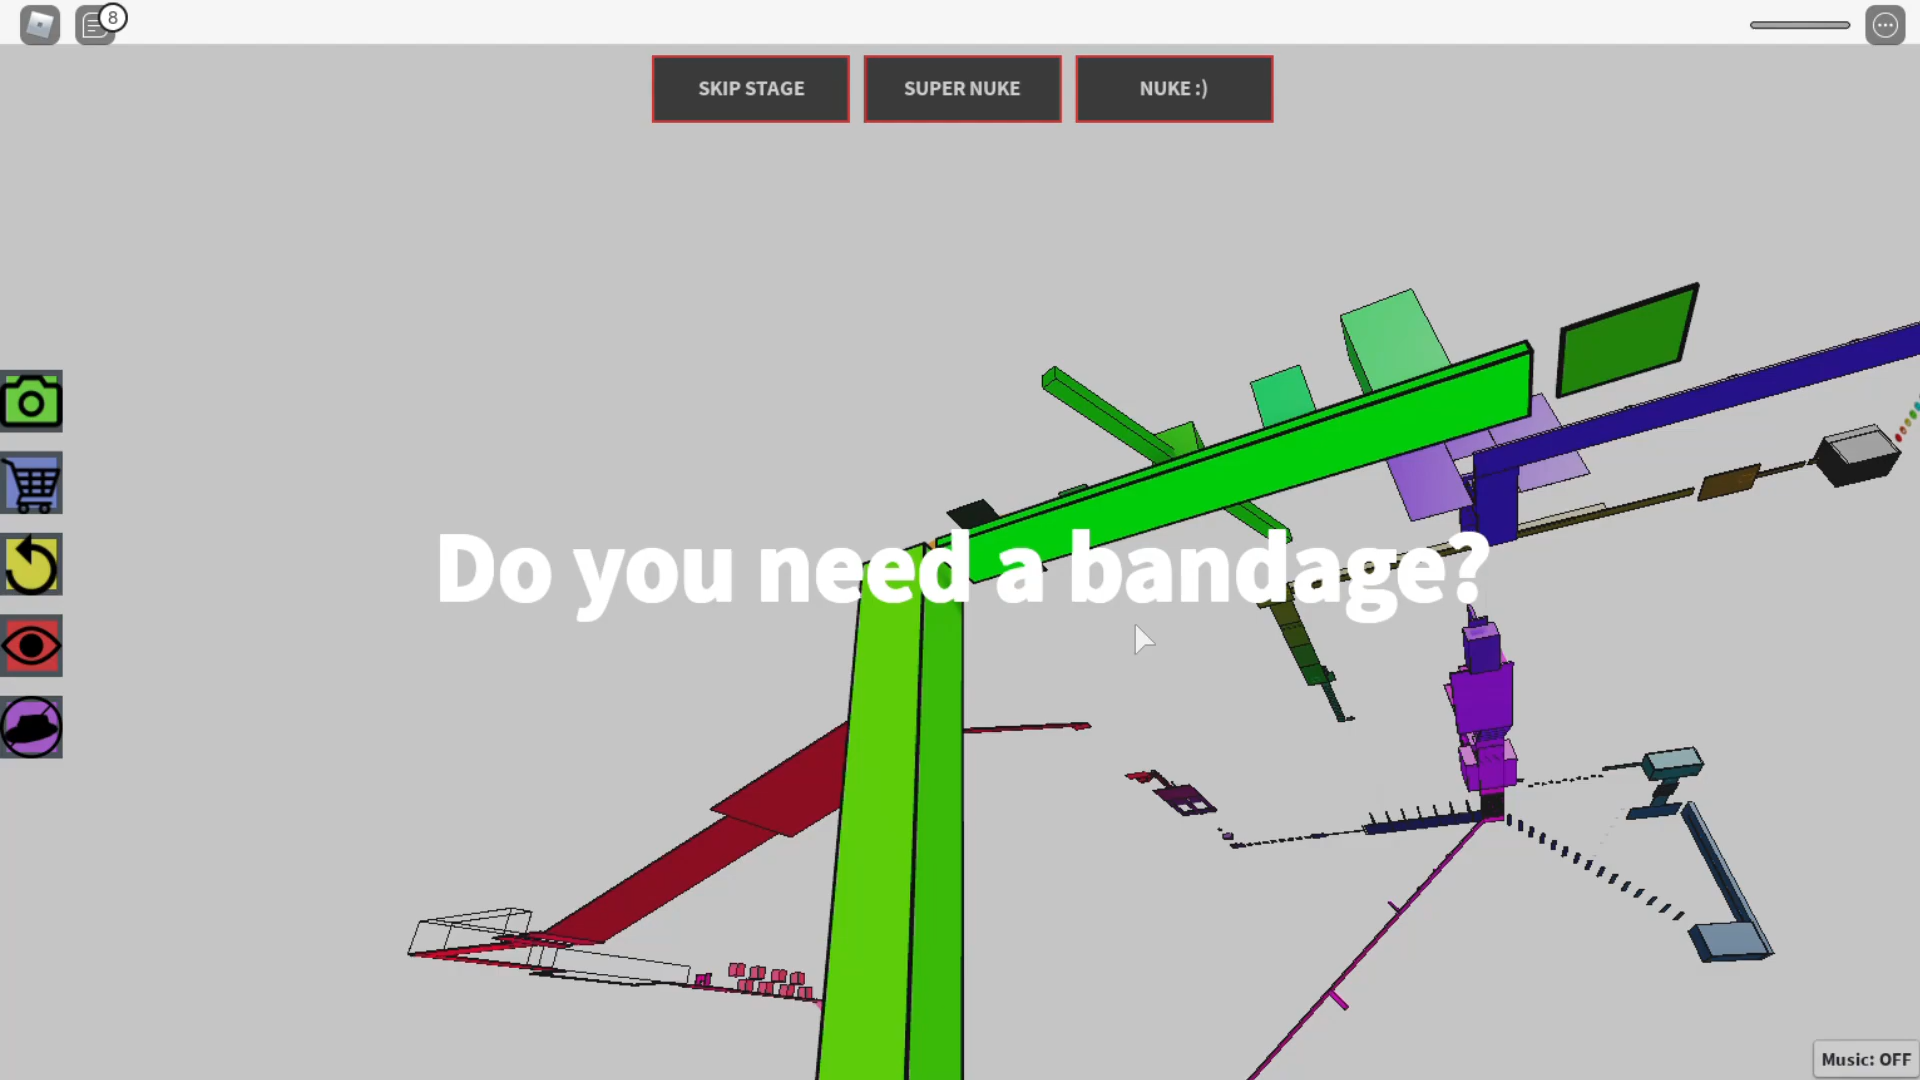 8
SKIP STAGE
SUPER NUKE
NUKE :)
Do you need a bandage?
Music: OFF